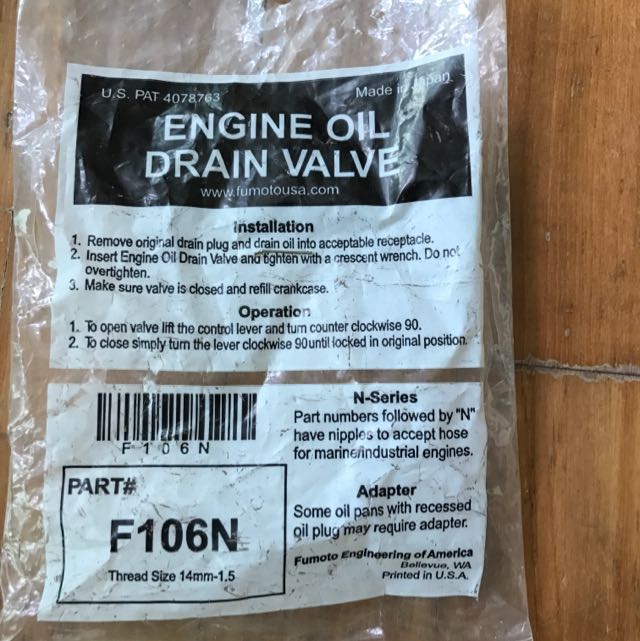 U.S. PAT 4078763
Made in Japan
ENGINE OIL
DRAIN VALVE
www.fumotousa.com
Installation
1. Remove original drain plug and drain oil into acceptable receptacle.
2. Insert Engine Oil Drain Valve and tighten with a crescent wrench. Do not
overtighten.
3. Make sure valve is closed and refill crankcase.
Operation
1. To open valve lift the control lever and turn counter clockwise 90.
2. To close simply turn the lever clockwise 90until locked in original position.
F106N
PART#
F106N
Thread Size 14mm-1.5
N-Series
Part numbers followed by "N"
have nipples to accept hose
for marine/industrial engines.
Adapter
Some oil pans with recessed
oil plug may require adapter.
Fumoto Engineering of America
Bellevue, WA
Printed in U.S.A.